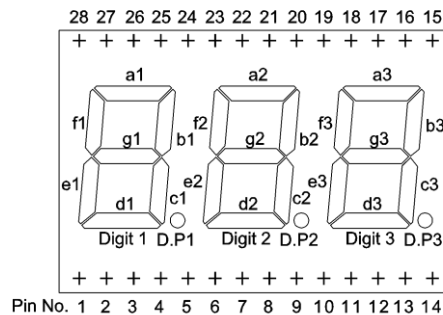 28 27 26 25 24 23 22 21 20 19 18 17 16 15
a1 a2 a3
f1 b1 f2 b2 f3 b3
g1 g2 g3
e1 c1 e2 c2 e3 c3
d1 d2 d3
Digit 1 D.P1 Digit 2 D.P2 Digit 3 D.P3
Pin No. 1 2 3 4 5 6 7 8 9 10 11 12 13 14